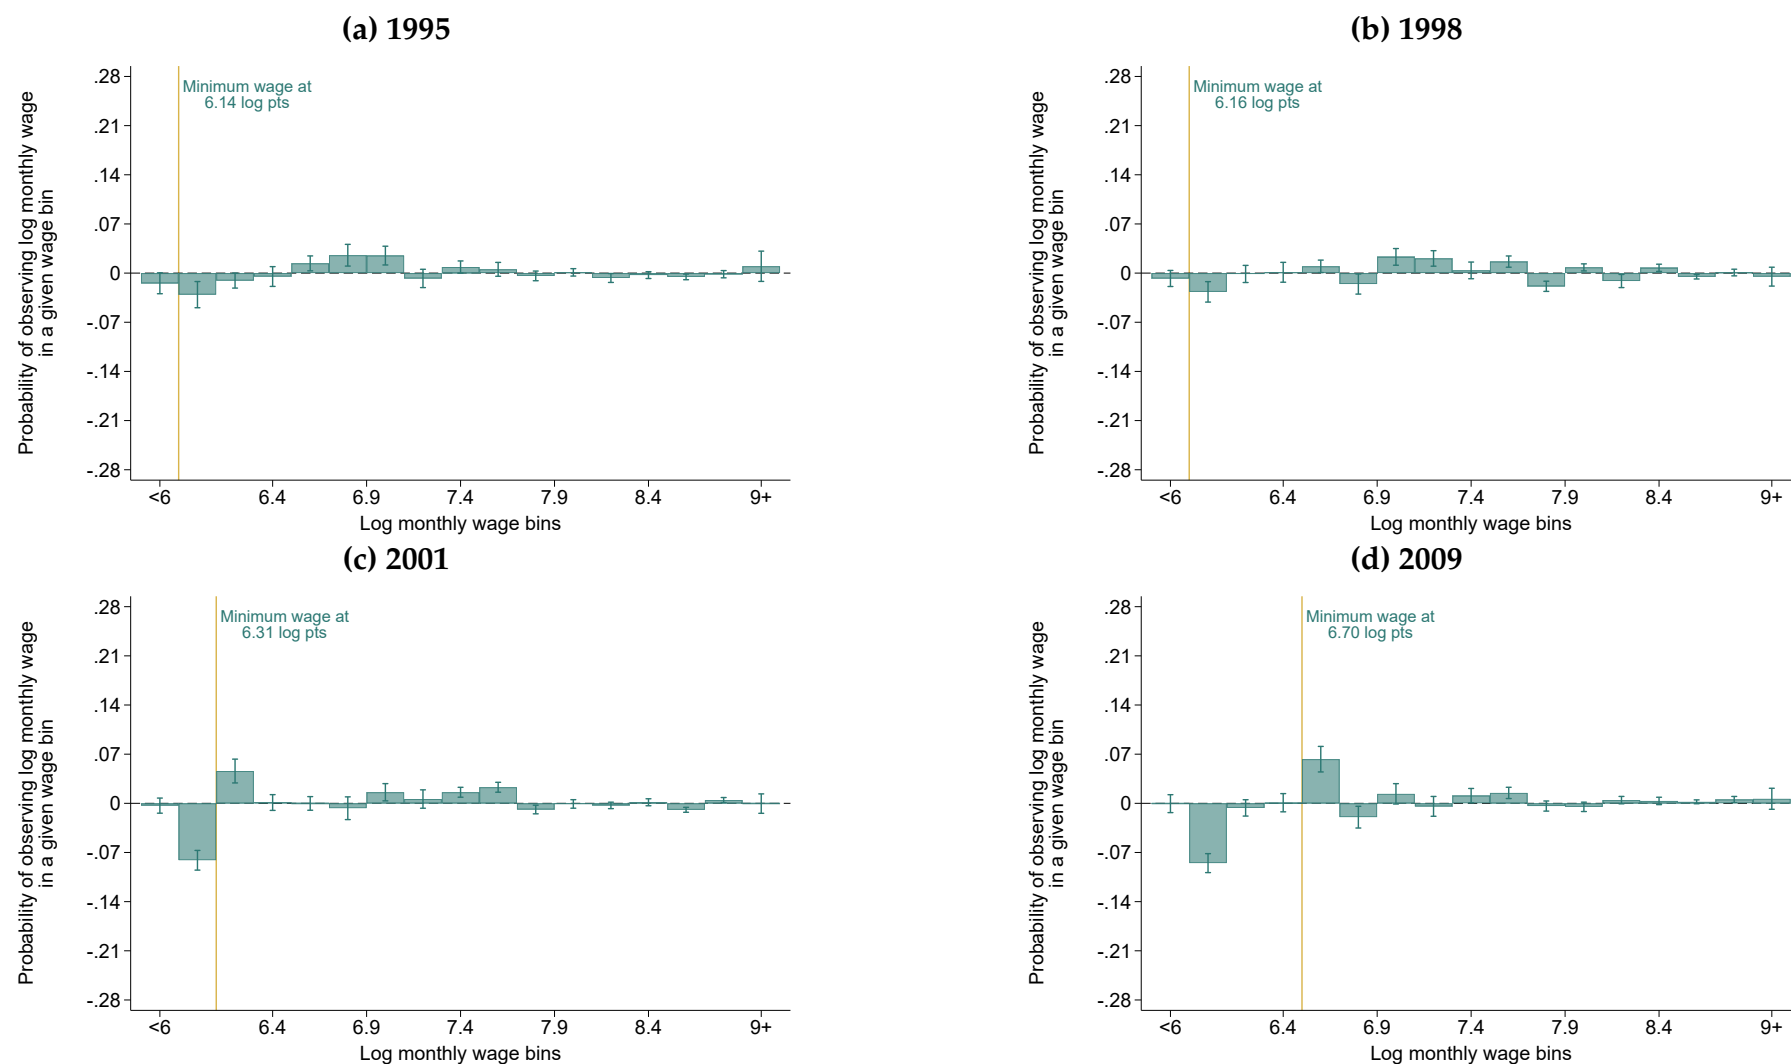 (a) 1995
Probability of observing log monthly wage
in a given wage bin
.28
.21
.14
.07
0
-.07
-.14
-.21
-.28
Minimum wage at
6.14 log pts
<6 6.4 6.9 7.4 7.9 8.4 9+
Log monthly wage bins
(b) 1998
Probability of observing log monthly wage
in a given wage bin
.28
.21
.14
.07
0
-.07
-.14
-.21
-.28
Minimum wage at
6.16 log pts
<6 6.4 6.9 7.4 7.9 8.4 9+
Log monthly wage bins
(c) 2001
Probability of observing log monthly wage
in a given wage bin
.28
.21
.14
.07
0
-.07
-.14
-.21
-.28
Minimum wage at
6.31 log pts
<6 6.4 6.9 7.4 7.9 8.4 9+
Log monthly wage bins
(d) 2009
Probability of observing log monthly wage
in a given wage bin
.28
.21
.14
.07
0
-.07
-.14
-.21
-.28
Minimum wage at
6.70 log pts
<6 6.4 6.9 7.4 7.9 8.4 9+
Log monthly wage bins